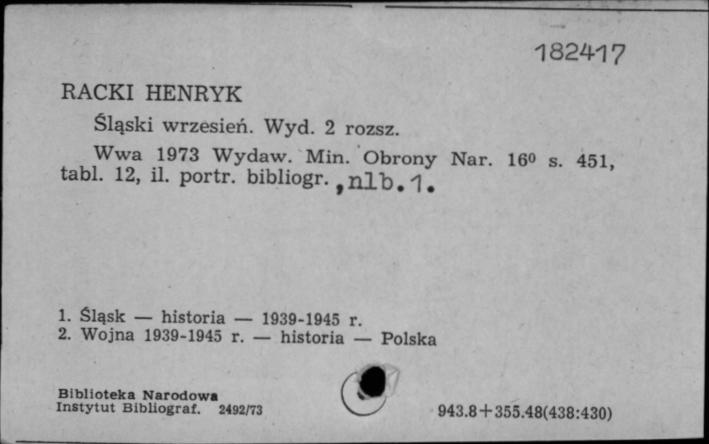 182417
RACKI HENRYK
Śląski wrzesień. Wyd. 2 rozsz.
Wwa 1973 Wydaw. Min. Obrony Nar. 16⁰ s. 451,
tabl. 12, il. portr. bibliogr. ,nlb.1.
1. Śląsk — historia — 1939-1945 r.
2. Wojna 1939-1945 r. — historia — Polska
Biblioteka Narodowa
Instytut Bibliograf. 2492/73
943.8+355.48(438:430)